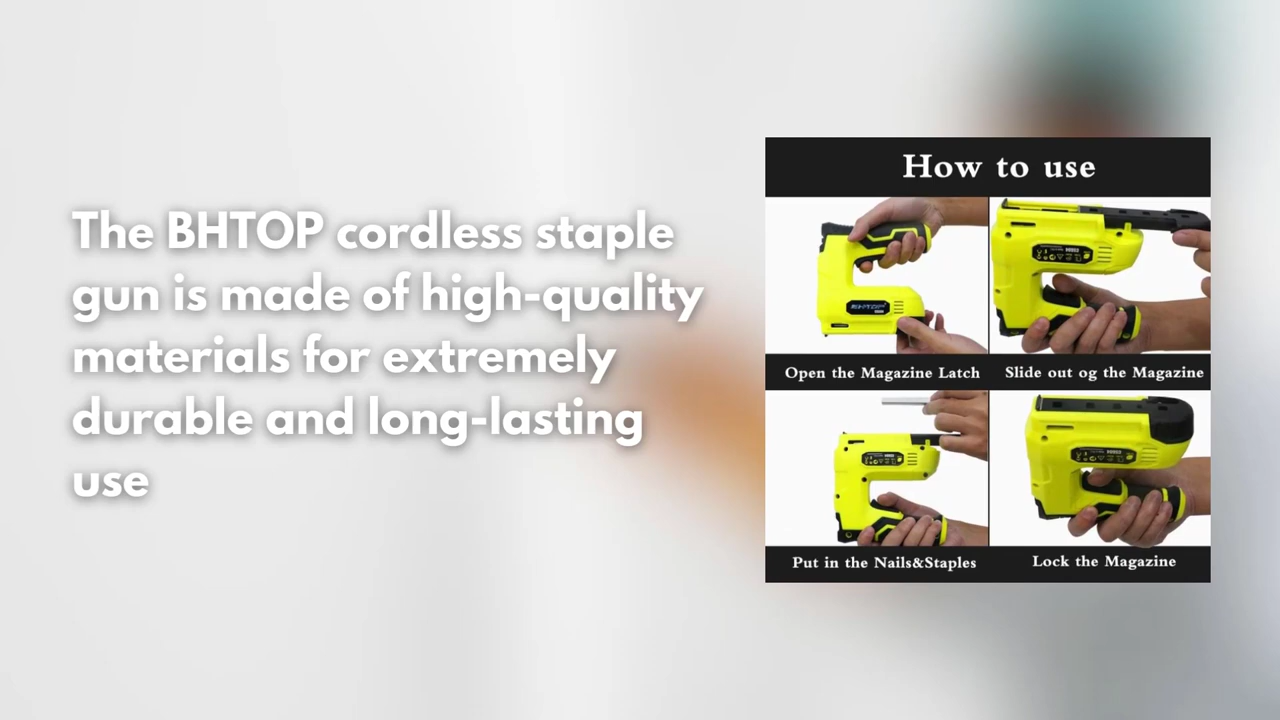 The BHTOP cordless staple
gun is made of high-quality
materials for extremely
durable and long-lasting
use
How to use
Open the Magazine Latch
Slide out og the Magazine
Put in the Nails&Staples
Lock the Magazine